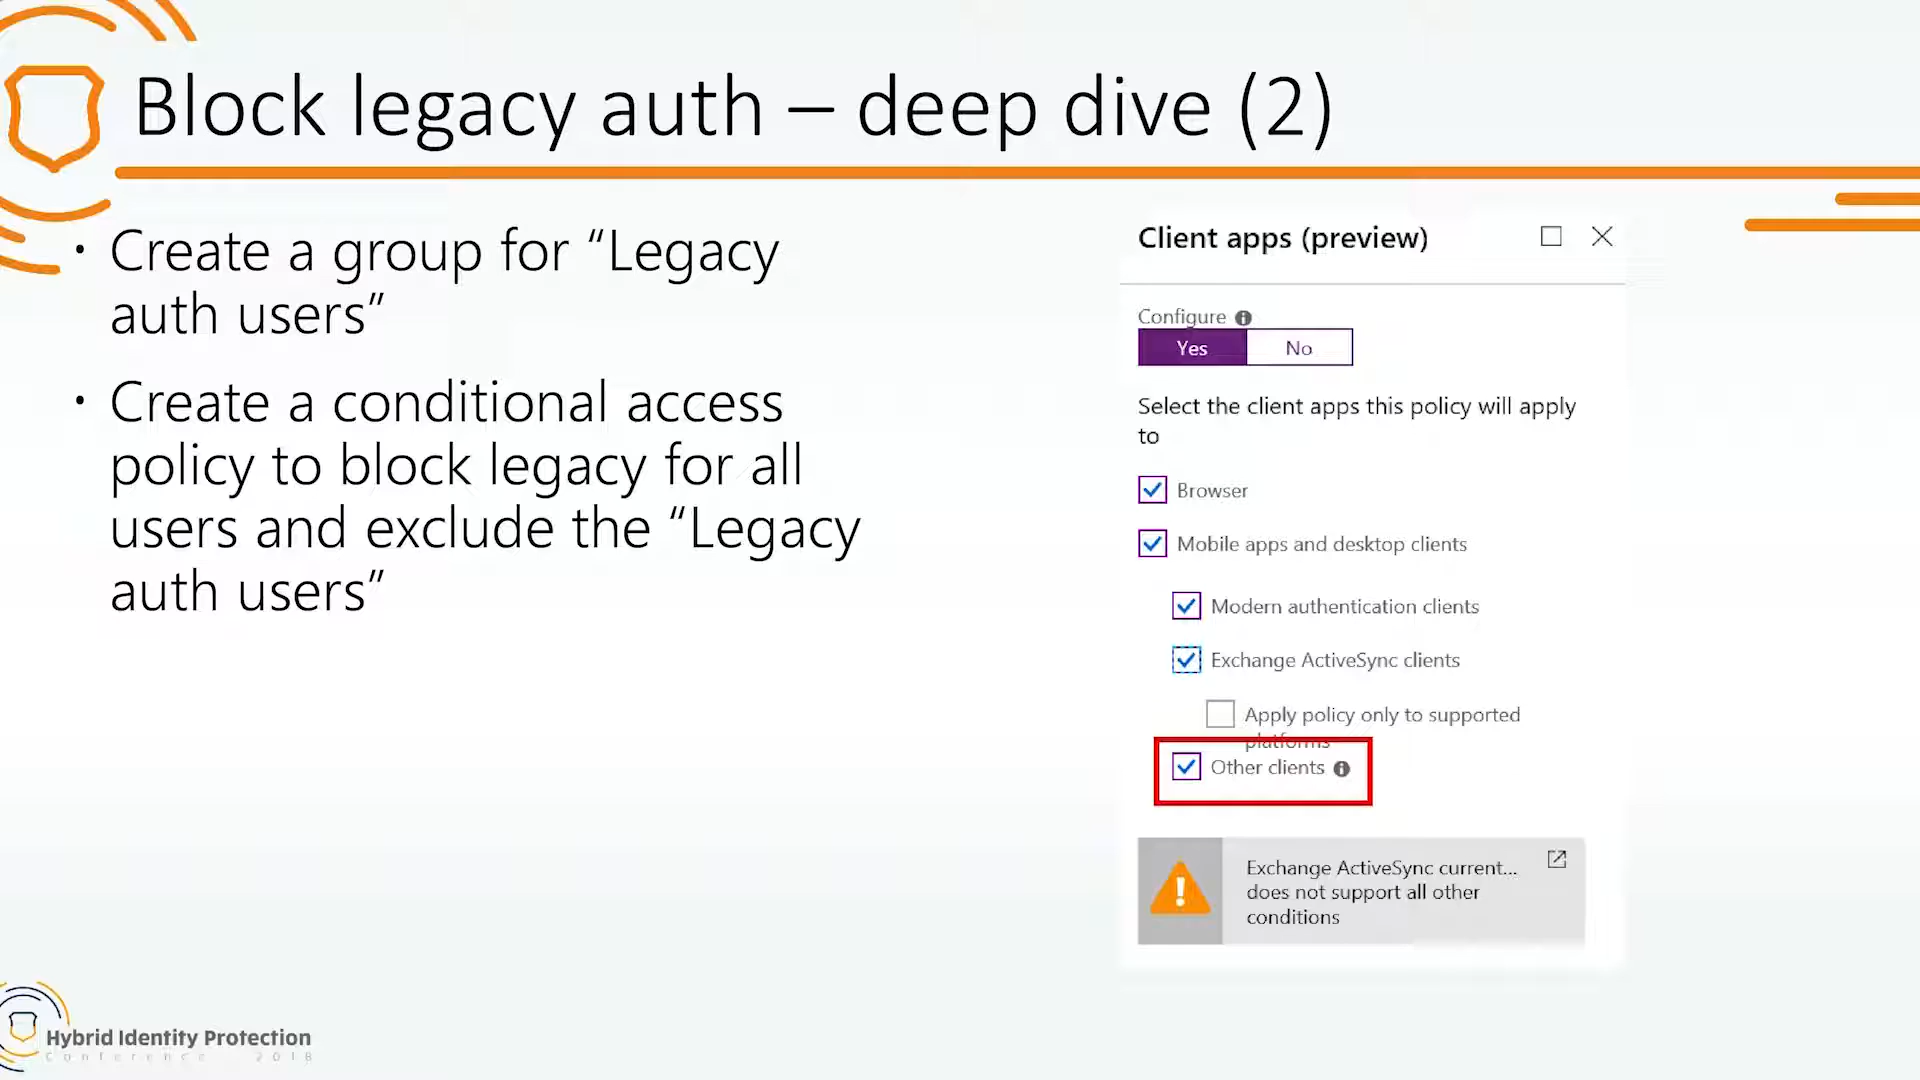 Block legacy auth – deep dive (2)
• Create a group for “Legacy
auth users”
• Create a conditional access
policy to block legacy for all
users and exclude the “Legacy
auth users”
Client apps (preview)
Configure
Yes No
Select the client apps this policy will apply
to
Browser
Mobile apps and desktop clients
Modern authentication clients
Exchange ActiveSync clients
Apply policy only to supported
platforms
Other clients
Exchange ActiveSync current...
does not support all other
conditions
Hybrid Identity Protection
Conference 2018